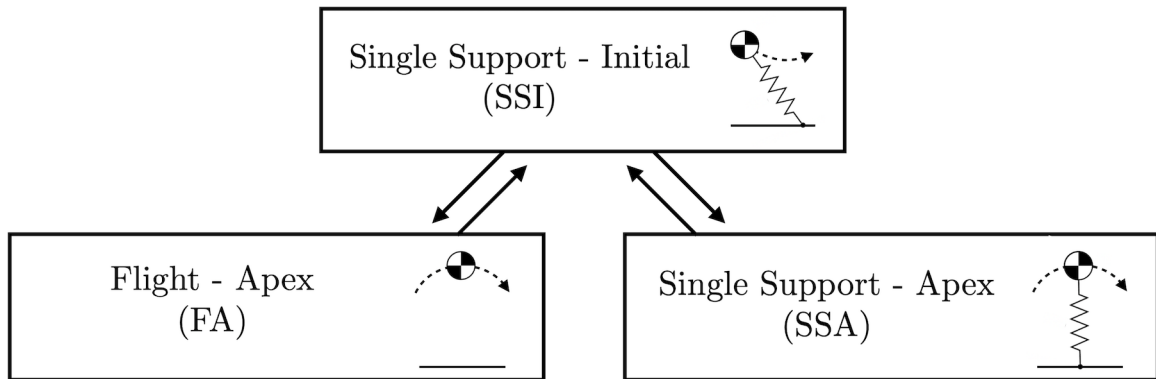 Single Support - Initial
(SSI)
Flight - Apex
(FA)
Single Support - Apex
(SSA)